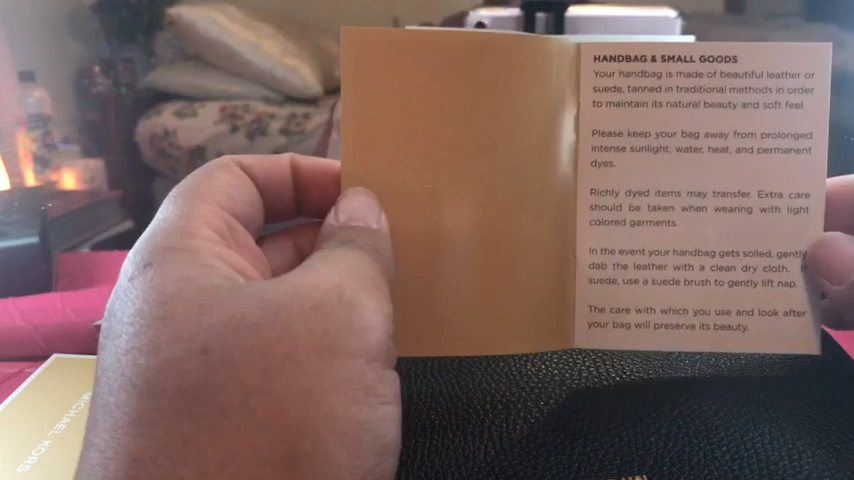 HANDBAG & SMALL GOODS
Your handbag is made of beautiful leather or
suede, tanned in traditional methods in order
to maintain its natural beauty and soft feel.
Please keep your bag away from prolonged
intense sunlight, water, heat, and permanent
dyes.
Richly dyed items may transfer. Extra care
should be taken when wearing with light
colored garments.
In the event your handbag gets soiled, gently
dab the leather with a clean dry cloth.
suede, use a suede brush to gently lift nap.
The care with which you use and look after
your bag will preserve its beauty.
MICHAEL KORS